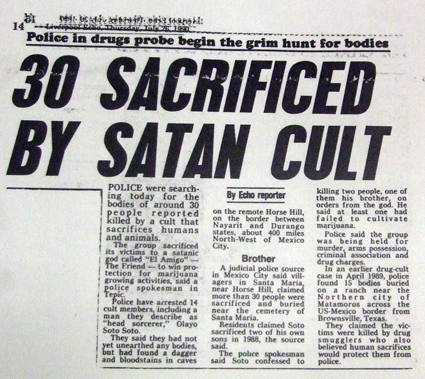 14
Liverpool Echo, Thursday, July 26, 1990
Police in drugs probe begin the grim hunt for bodies
30 SACRIFICED
BY SATAN CULT
POLICE were search-
ing today for the
bodies of around 30
people reported
killed by a cult that
sacrifices humans
and animals.
The group sacrificed
its victims to a satanic
god called "El Amigo" —
The Friend — to win pro-
tection for marijuana
growing activities, said a
police spokesman in
Tepic.
Police have arrested 14
cult members, including a
man they describe as
"head sorcerer," Olayo
Soto Soto.
They said they had not
yet unearthed any bodies,
but had found a dagger
and bloodstains in caves
By Echo reporter
on the remote Horse Hill,
on the border between
Nayarit and Durango
states, about 400 miles
North-West of Mexico
City.
Brother
A judicial police source
in Mexico City said vil-
lagers in Santa Maria,
near Horse Hill, claimed
more than 30 people were
sacrificed and buried
near the cemetery of
Santa Maria.
Residents claimed Soto
sacrificed two of his own
sons in 1988, the source
said.
The police spokesman
said Soto confessed to
killing two people, one of
them his brother, on
orders from the god. He
said at least one had
failed to cultivate
marijuana.
Police said the group
was being held for
murder, arms possession,
criminal association and
drug charges.
In an earlier drug-cult
case in April 1989, police
found 15 bodies buried
on a ranch near the
Northern city of
Matamoros across the
US-Mexico border from
Brownsville, Texas.
They claimed the vic-
tims were killed by drug
smugglers who also
believed human sacrifices
would protect them from
police.